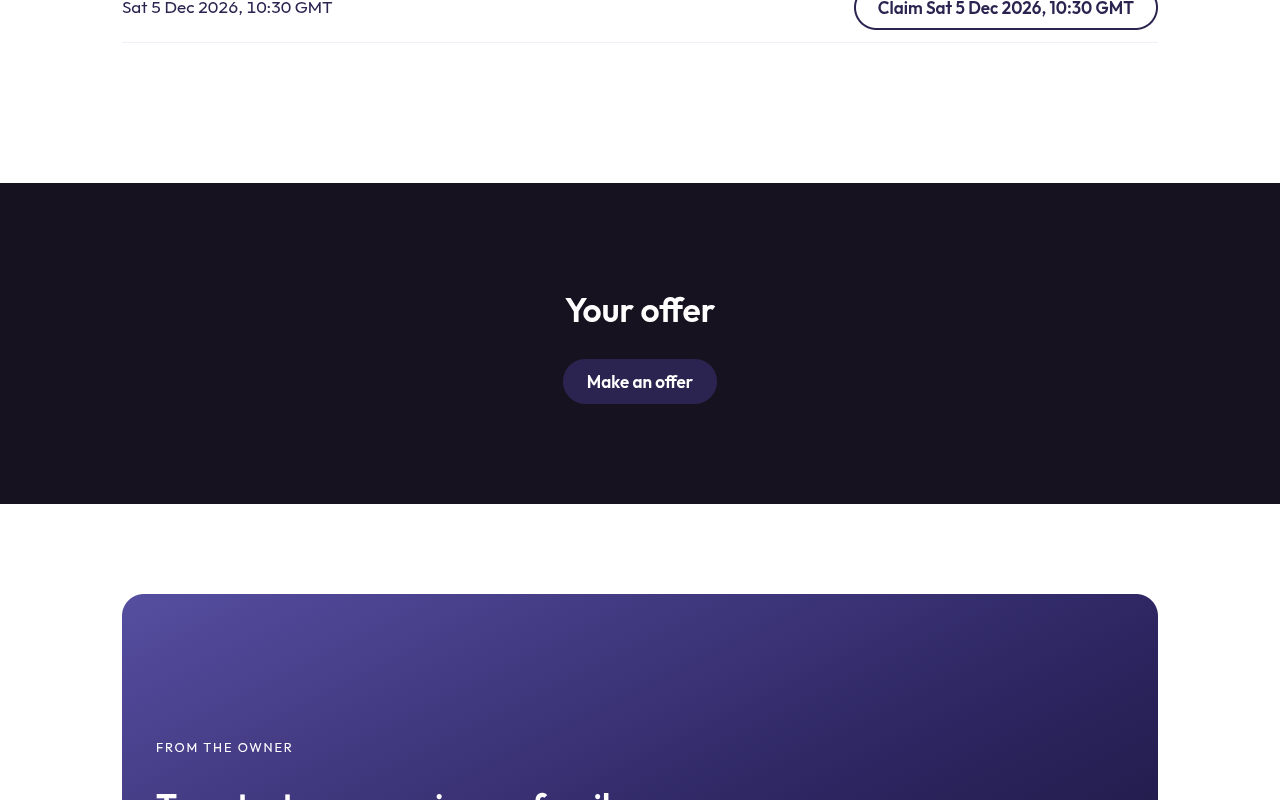 Sat 5 Dec 2026, 10:30 GMT
Claim Sat 5 Dec 2026, 10:30 GMT
Your offer
Make an offer
FROM THE OWNER